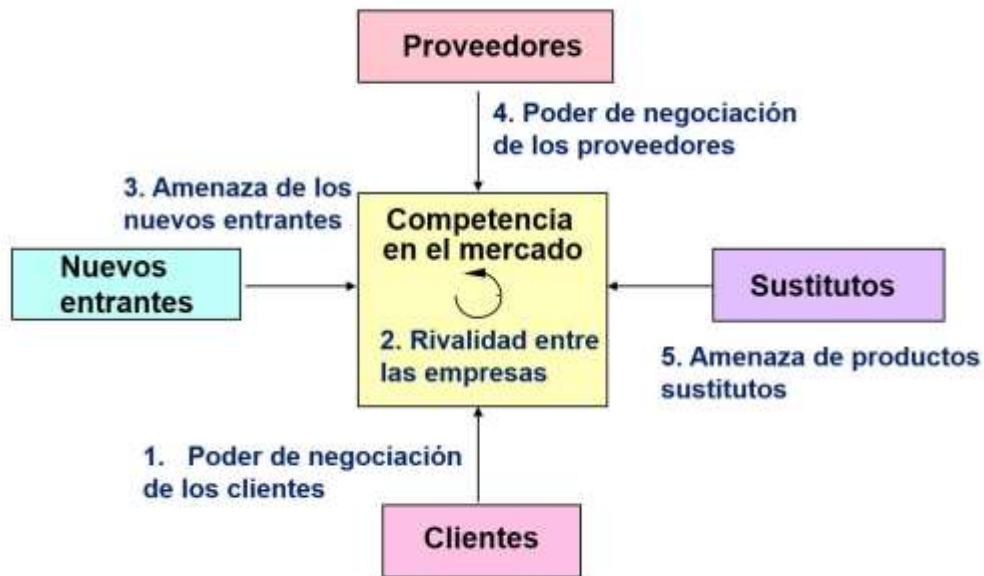 Proveedores
4. Poder de negociación
de los proveedores
3. Amenaza de los
nuevos entrantes
Competencia
en el mercado
Nuevos
entrantes
Sustitutos
2. Rivalidad entre
las empresas
5. Amenaza de productos
sustitutos
1. Poder de negociación
de los clientes
Clientes